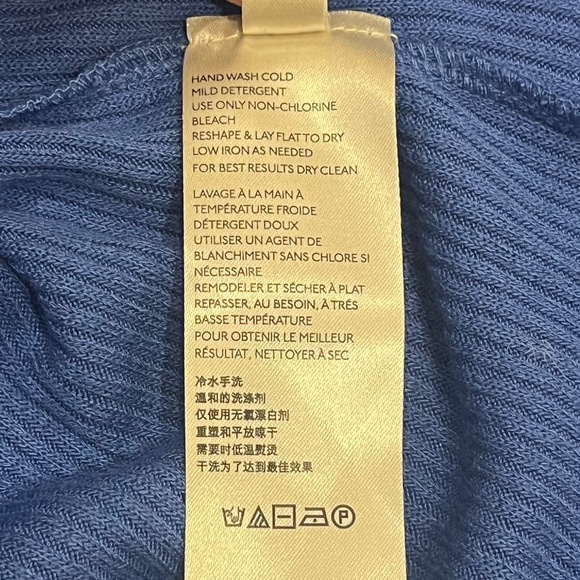 HAND WASH COLD
MILD DETERGENT
USE ONLY NON-CHLORINE
BLEACH
RESHAPE & LAY FLAT TO DRY
LOW IRON AS NEEDED
FOR BEST RESULTS DRY CLEAN
LAVAGE À LA MAIN À
TEMPÉRATURE FROIDE
DÉTERGENT DOUX
UTILISER UN AGENT DE
BLANCHIMENT SANS CHLORE SI
NÉCESSAIRE
REMODELER ET SÉCHER À PLAT
REPASSER, AU BESOIN, À TRÈS
BASSE TEMPÉRATURE
POUR OBTENIR LE MEILLEUR
RÉSULTAT, NETTOYER À SEC
冷水手洗
温和的洗涤剂
仅使用无氯漂白剂
重塑和平放晾干
需要时低温熨烫
干洗为了达到最佳效果
P